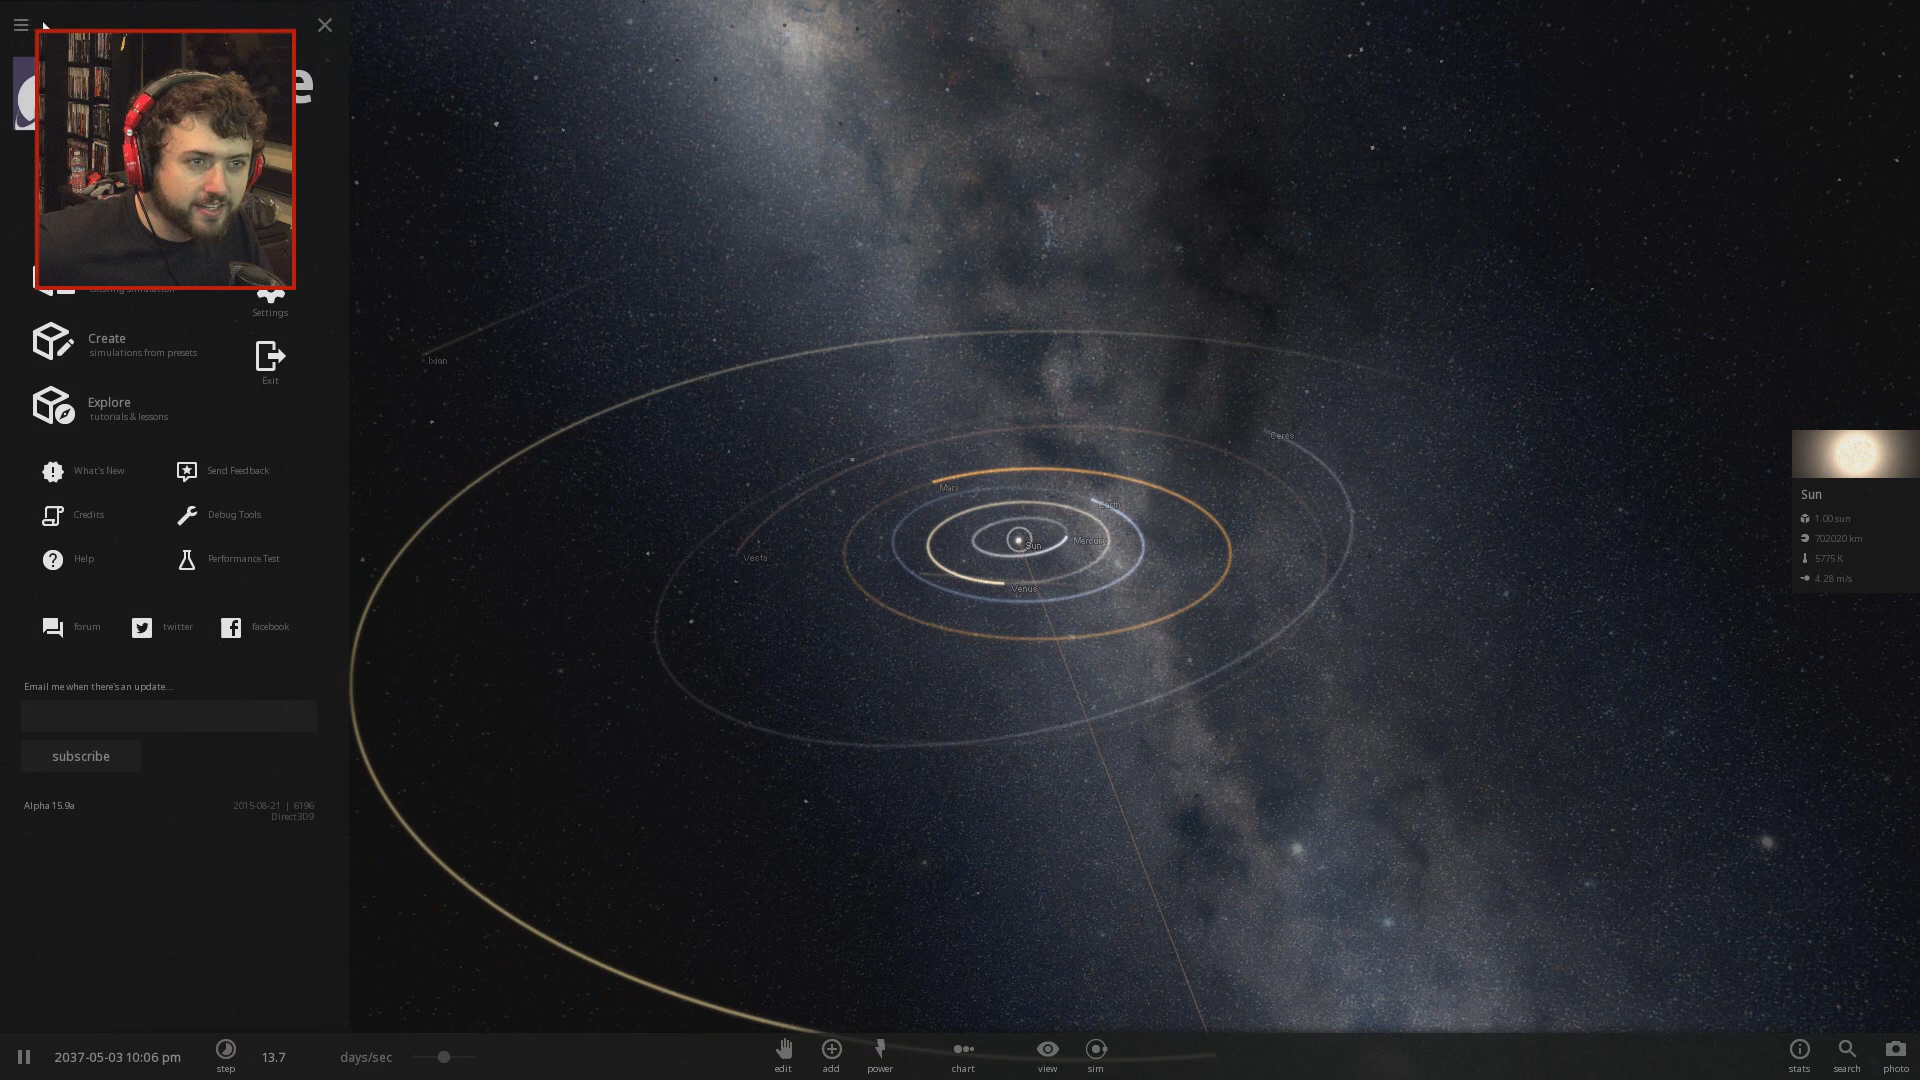 e
Settings
Create
simulations from presets
Exit
Explore
tutorials & lessons
What's New
Send Feedback
Credits
Debug Tools
Help
Performance Test
forum
twitter
facebook
Email me when there's an update...
subscribe
Alpha 15.9a
2015-08-21 | 6196
Direct3D9
Ixion
Ceres
Mars
Earth
Sun
Mercury
Vesta
Venus
Sun
1.00 sun
702020 km
5775 K
4.28 m/s
2037-05-03 10:06 pm
step
13.7
days/sec
edit
add
power
chart
view
sim
stats
search
photo